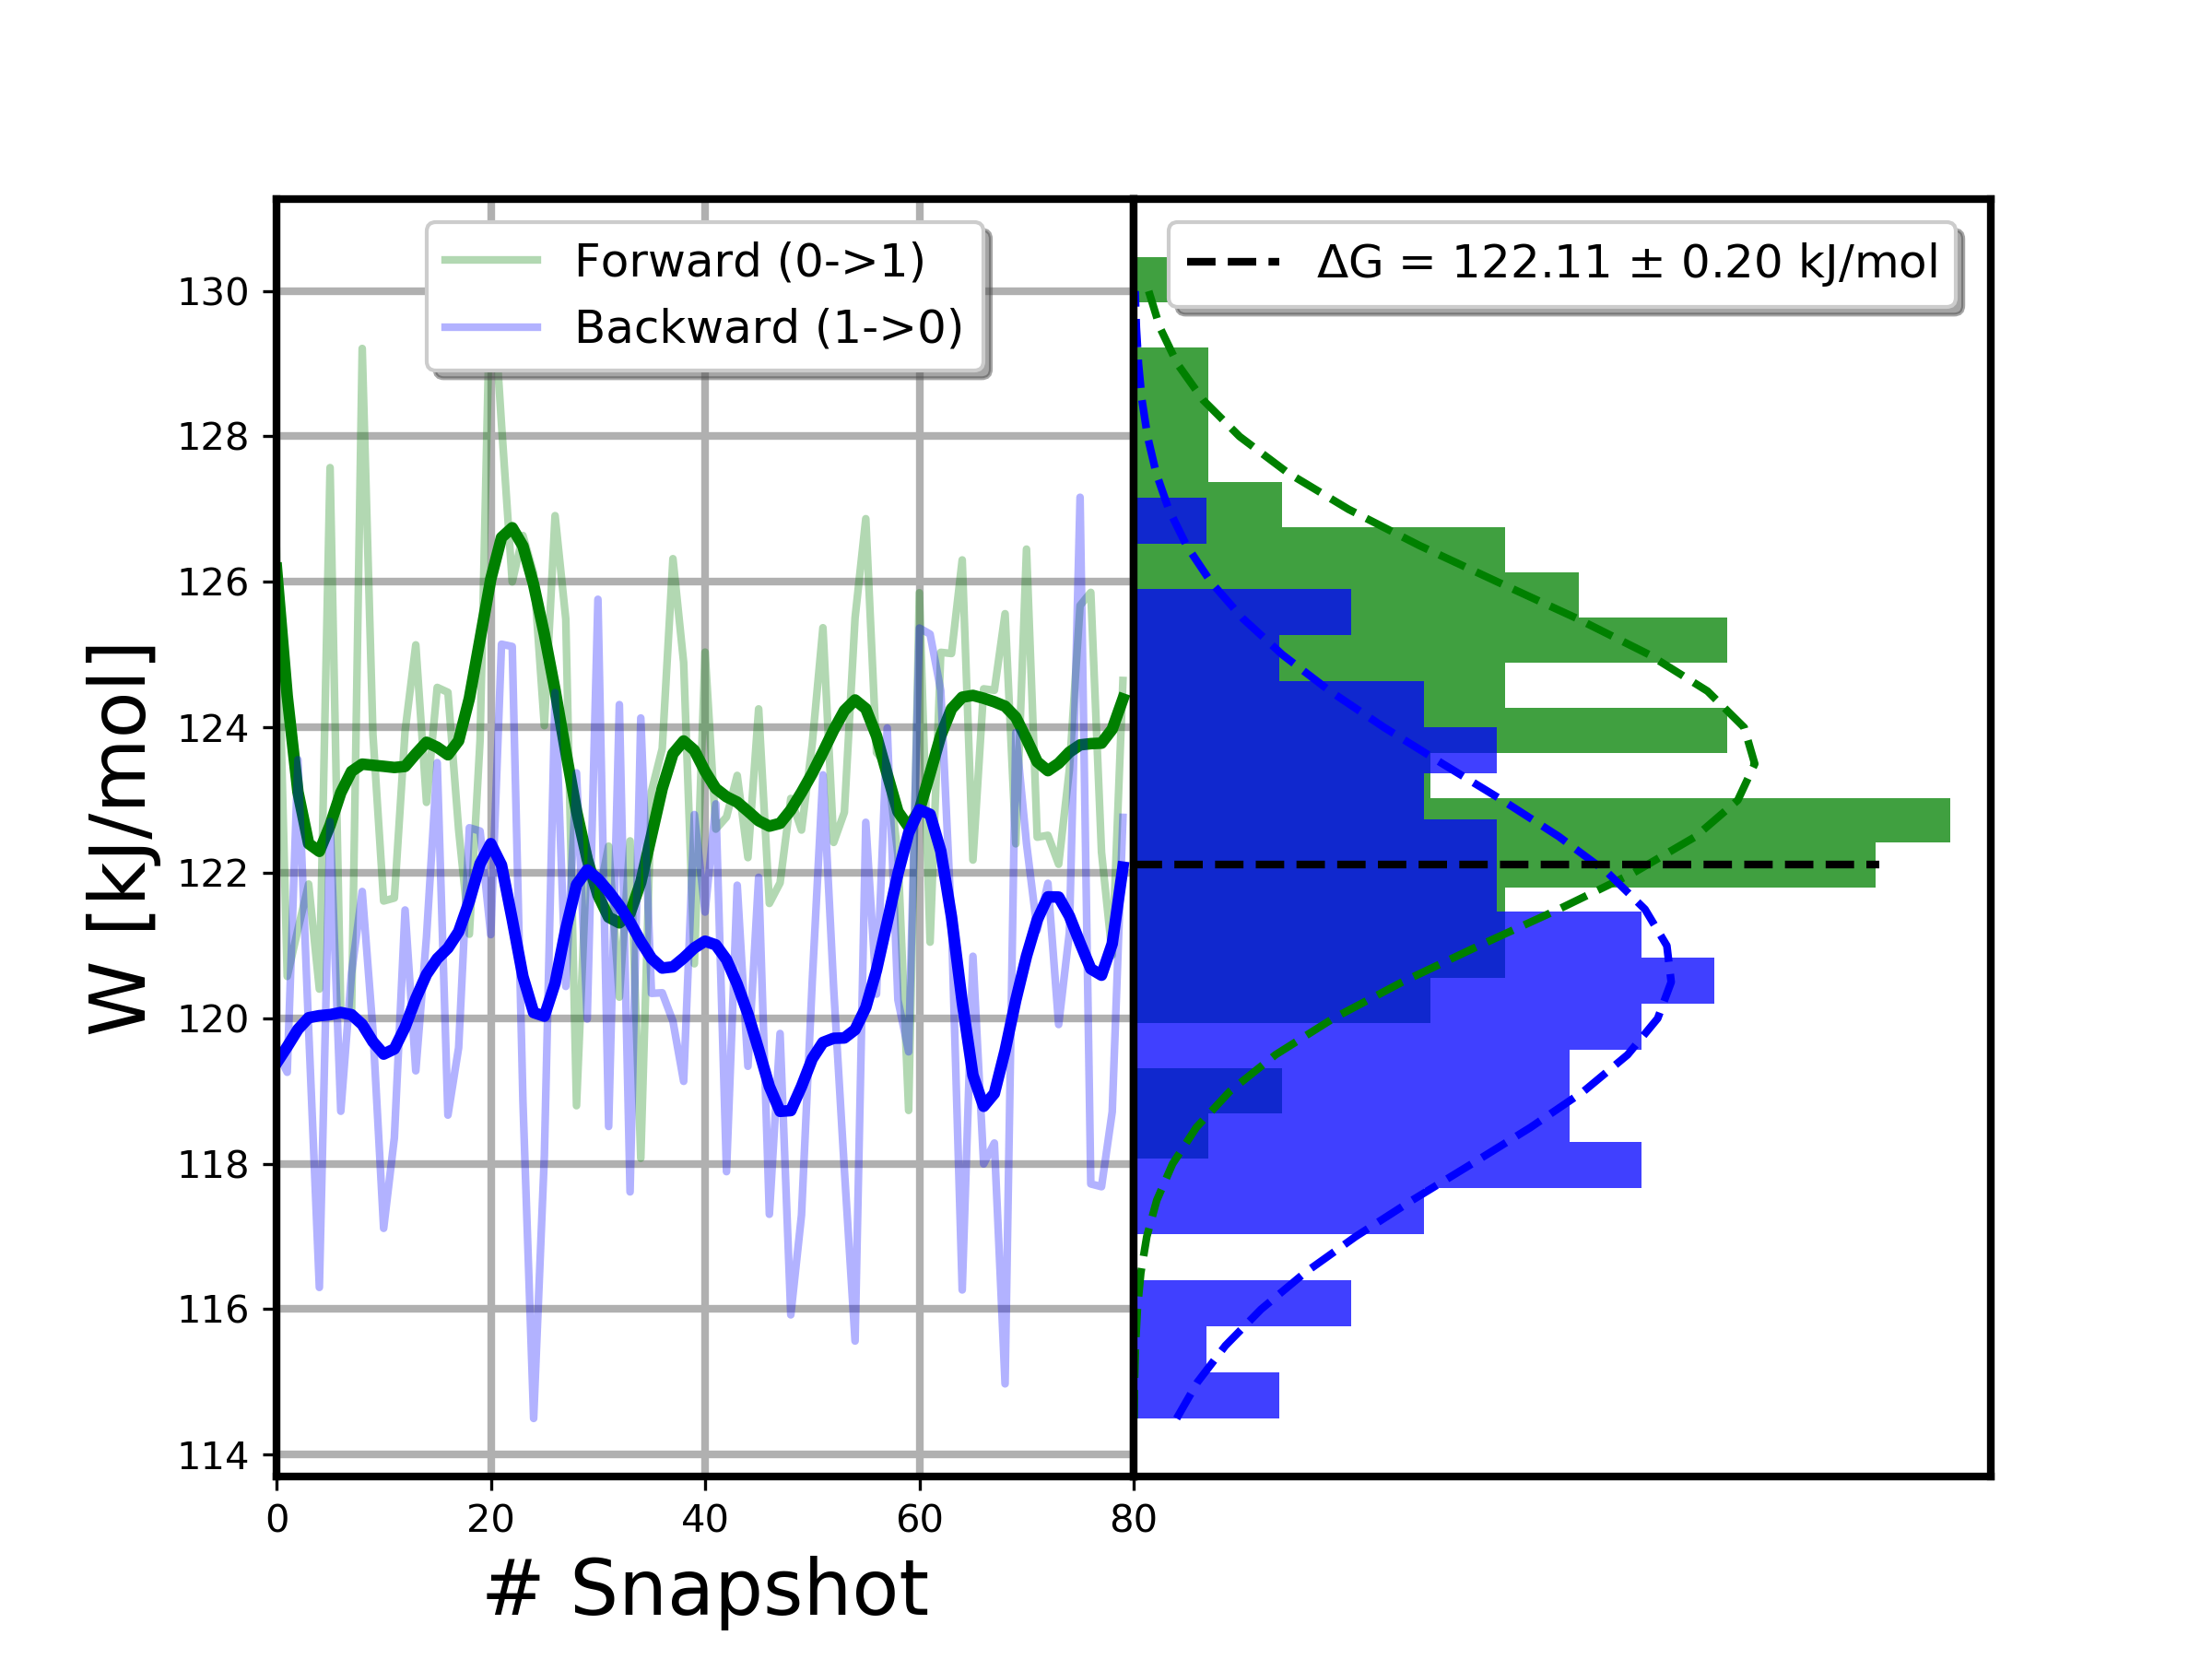 Forward (0->1)
Backward (1->0)
ΔG = 122.11 ± 0.20 kJ/mol
W [kJ/mol]
130
128
126
124
122
120
118
116
114
0 20 40 60 80
# Snapshot